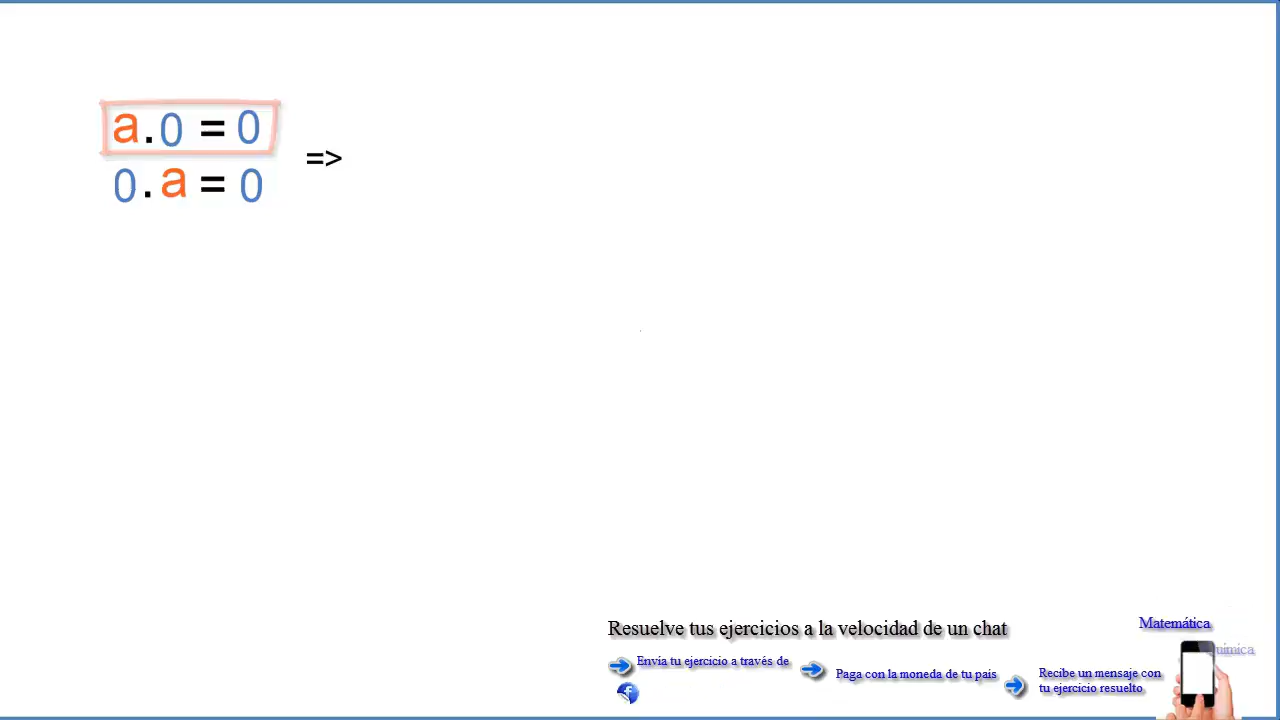 a.0 = 0
=>
0.a = 0
Resuelve tus ejercicios a la velocidad de un chat
Matemática
Envía tu ejercicio a través de
Paga con la moneda de tu pais
Recibe un mensaje con
tu ejercicio resuelto